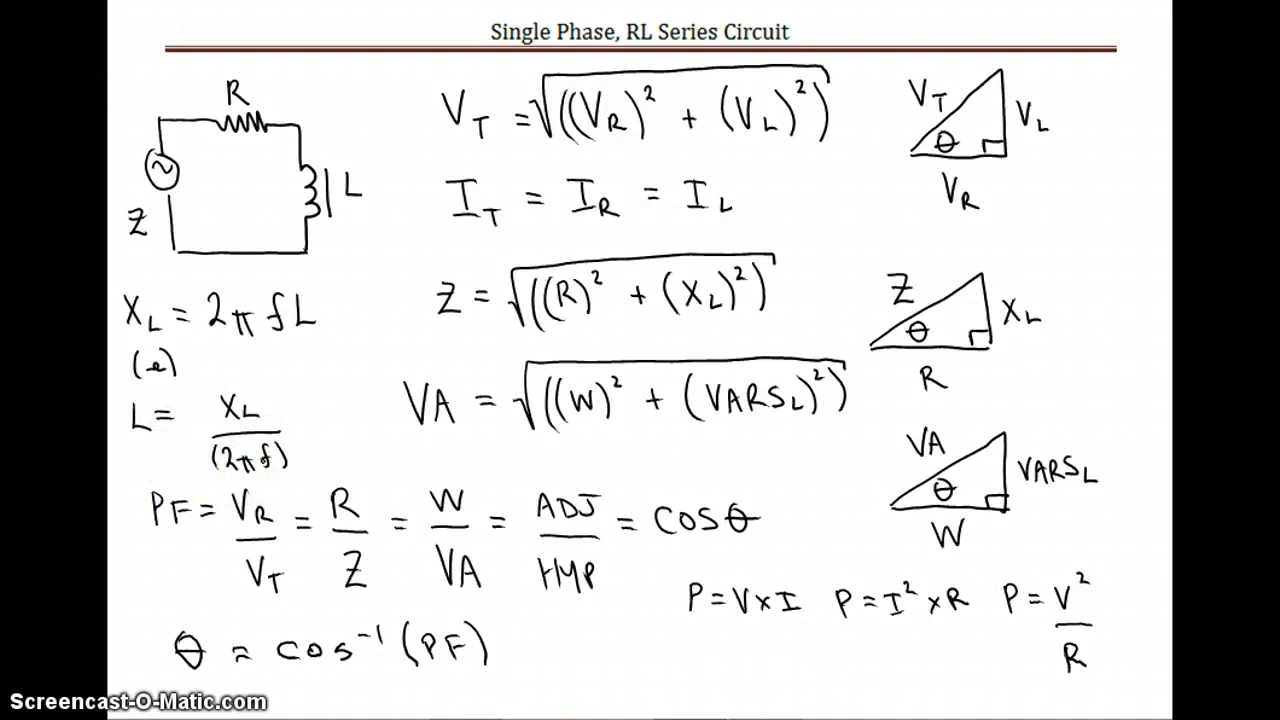 Single Phase, RL Series Circuit
R
L
Z
V_T = √((V_R)² + (V_L)²)
V_T
V_L
θ
V_R
I_T = I_R = I_L
X_L = 2π f L
Z = √((R)² + (X_L)²)
Z
X_L
θ
R
L = X_L / (2π f)
VA = √((W)² + (VARS_L)²)
VA
VARS_L
θ
W
PF = V_R / V_T = R / Z = W / VA = ADJ / HYP = COS θ
P = V x I P = I² x R P = V² / R
θ = cos⁻¹ (PF)
Screencast-O-Matic.com